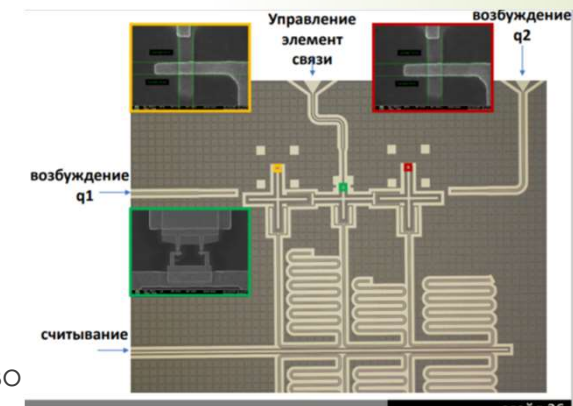 Управление
элемент
связи
возбуждение
q2
возбуждение
q1
считывание